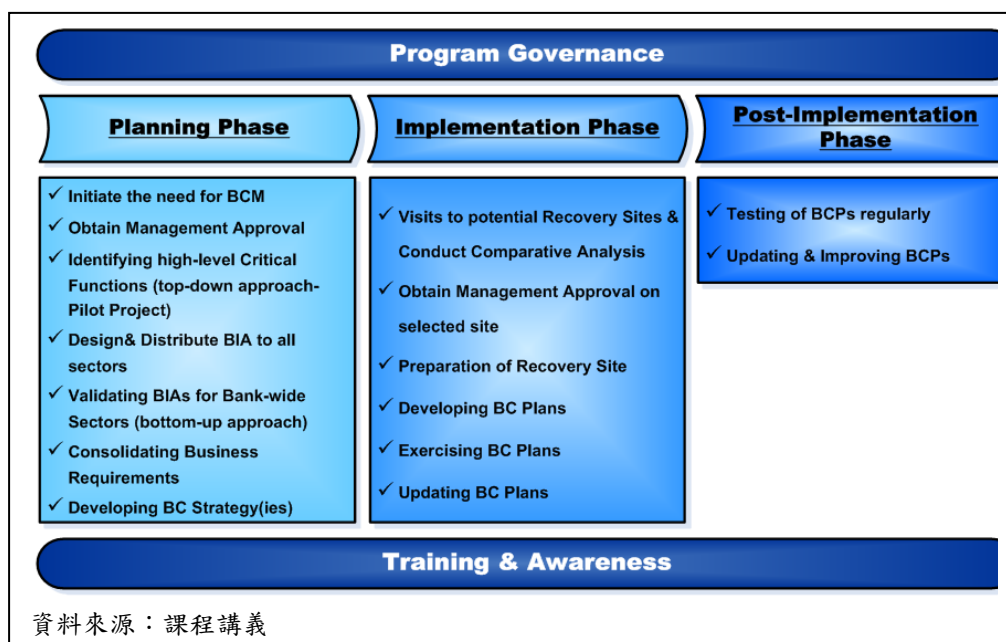 Program Governance
Planning Phase
✓ Initiate the need for BCM
✓ Obtain Management Approval
✓ Identifying high-level Critical
Functions (top-down approach-
Pilot Project)
✓ Design& Distribute BIA to all
sectors
✓ Validating BIAs for Bank-wide
Sectors (bottom-up approach)
✓ Consolidating Business
Requirements
✓ Developing BC Strategy(ies)
Implementation Phase
✓ Visits to potential Recovery Sites &
Conduct Comparative Analysis
✓ Obtain Management Approval on
selected site
✓ Preparation of Recovery Site
✓ Developing BC Plans
✓ Exercising BC Plans
✓ Updating BC Plans
Post-Implementation
Phase
✓ Testing of BCPs regularly
✓ Updating & Improving BCPs
Training & Awareness
資料來源：課程講義